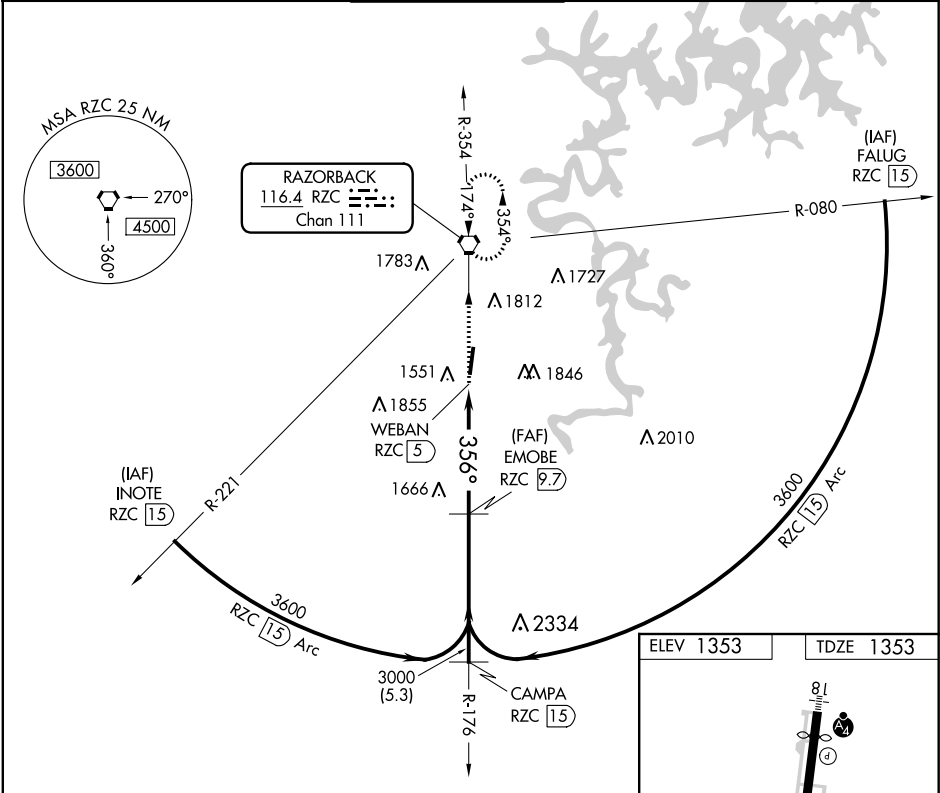 MSA RZC 25 NM
3600
270°
4500
360°
RAZORBACK
116.4 RZC
Chan 111
R-354
174°
354°
(IAF)
FALUG
RZC 15
R-080
1783
1727
1812
1551
1846
1855
WEBAN
RZC 5
356°
(FAF)
EMOBE
RZC 9.7
2010
1666
(IAF)
INOTE
RZC 15
R-221
3600
RZC 15 Arc
3600
RZC 15 Arc
2334
3000
(5.3)
R-176
CAMPA
RZC 15
ELEV 1353
TDZE 1353
18
A4
P